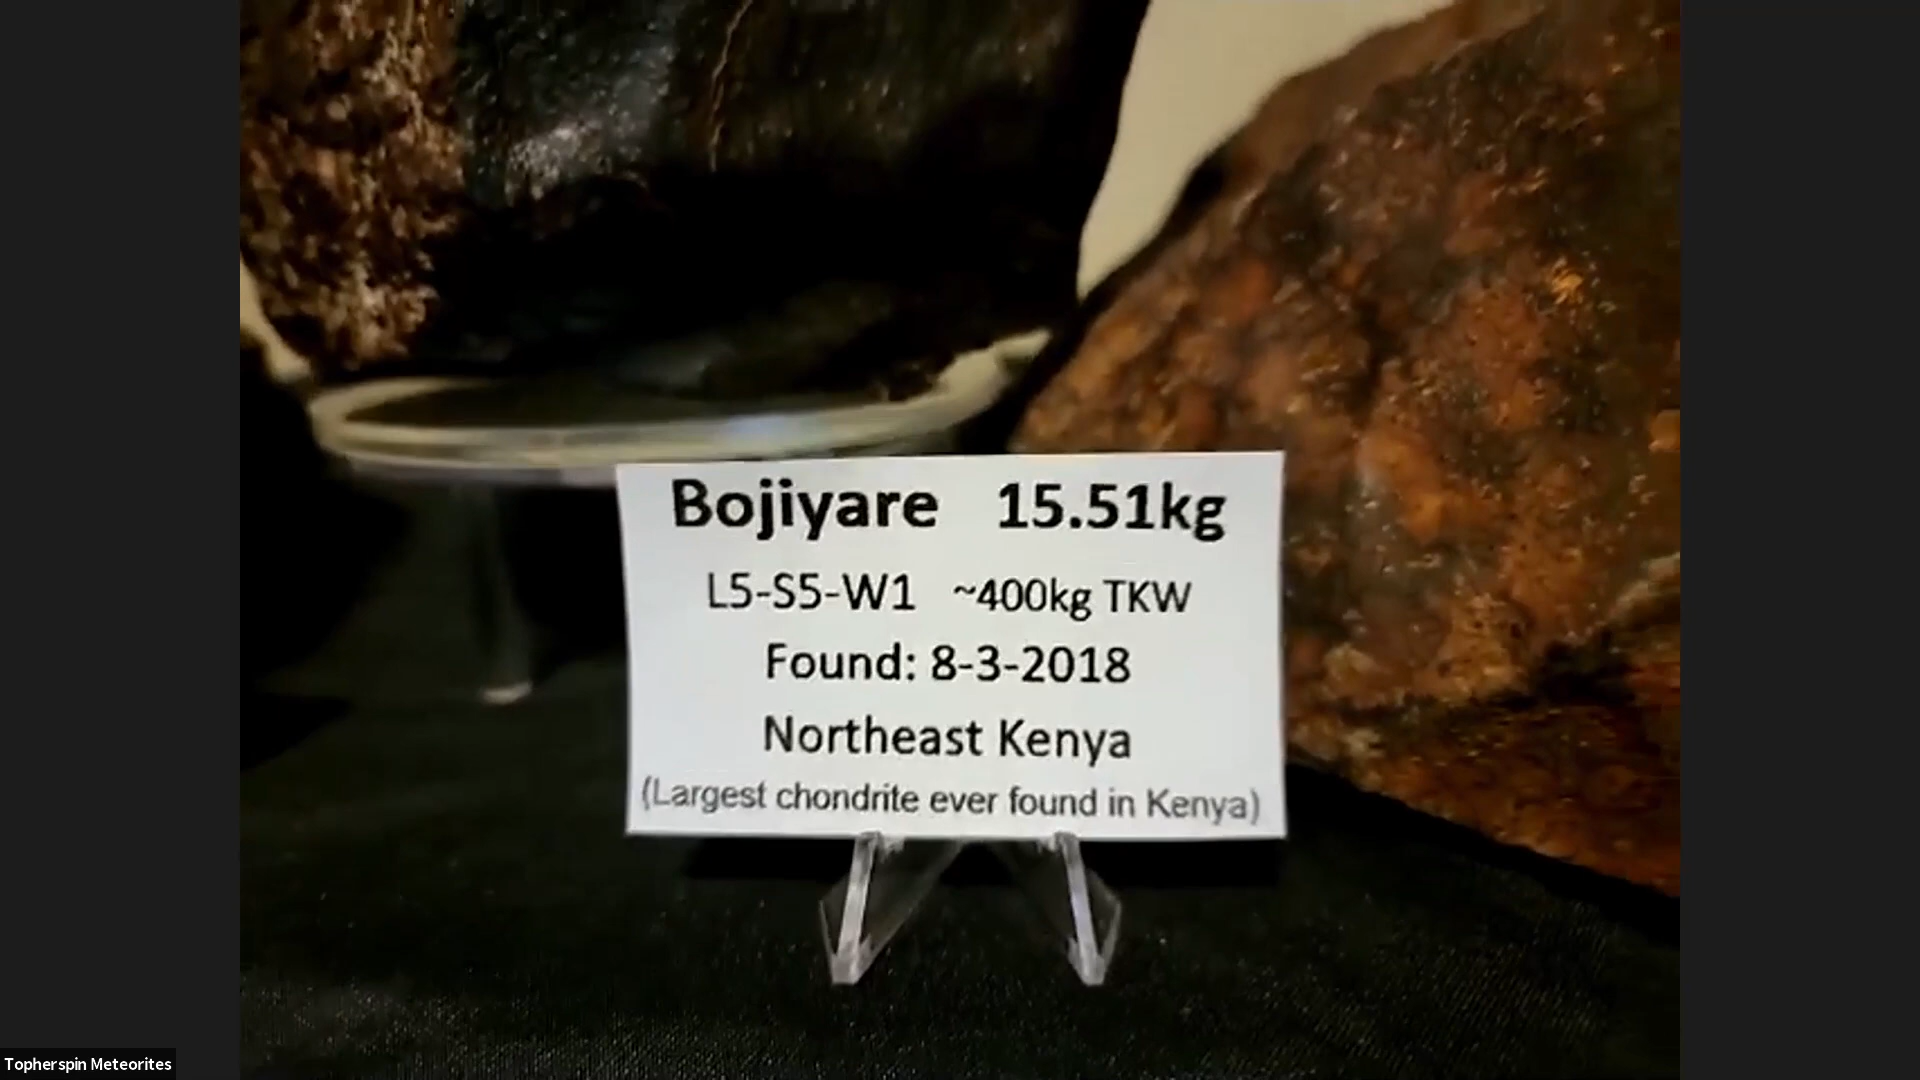 Bojiyare 15.51kg
L5-S5-W1 ~400kg TKW
Found: 8-3-2018
Northeast Kenya
(Largest chondrite ever found in Kenya)
Topherspin Meteorites